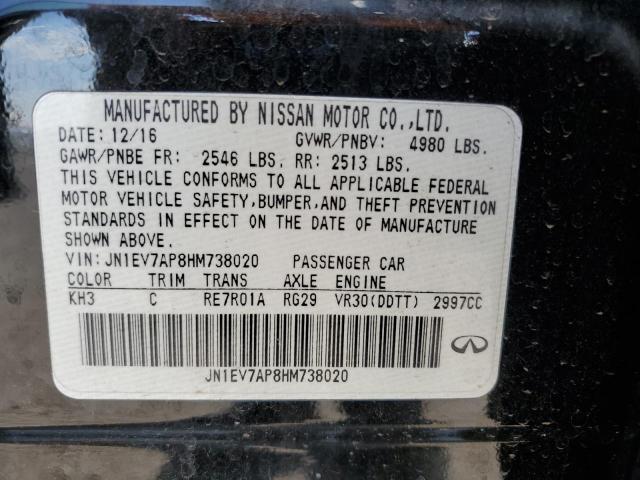 MANUFACTURED BY NISSAN MOTOR CO.,LTD.
DATE: 12/16 GVWR/PNBV: 4980 LBS.
GAWR/PNBE FR: 2546 LBS. RR: 2513 LBS.
THIS VEHICLE CONFORMS TO ALL APPLICABLE FEDERAL
MOTOR VEHICLE SAFETY,BUMPER,AND THEFT PREVENTION
STANDARDS IN EFFECT ON THE DATE OF MANUFACTURE
SHOWN ABOVE.
VIN:JN1EV7AP8HM738020 PASSENGER CAR
COLOR TRIM TRANS AXLE ENGINE
KH3 C RE7R01A RG29 VR30(DDTT) 2997CC
JN1EV7AP8HM738020